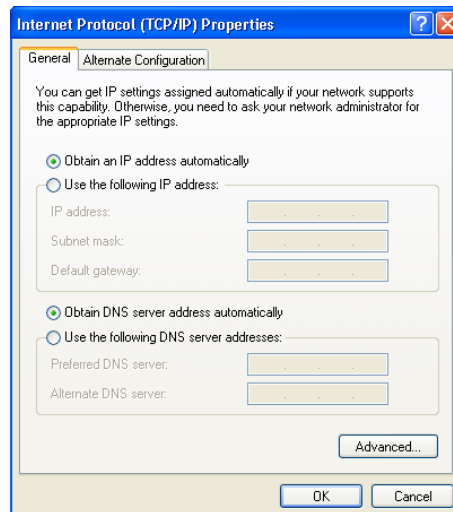 Internet Protocol (TCP/IP) Properties
General Alternate Configuration
You can get IP settings assigned automatically if your network supports
this capability. Otherwise, you need to ask your network administrator for
the appropriate IP settings.
Obtain an IP address automatically
Use the following IP address:
IP address:
Subnet mask:
Default gateway:
Obtain DNS server address automatically
Use the following DNS server addresses:
Preferred DNS server:
Alternate DNS server:
Advanced...
OK Cancel